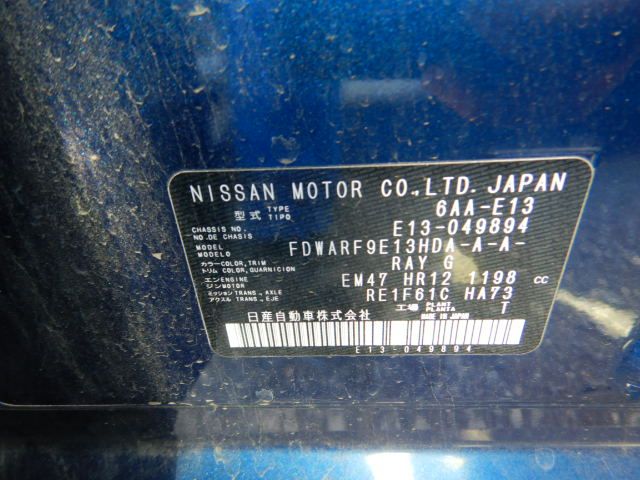 NISSAN MOTOR CO.,LTD. JAPAN
型式 TYPE TIPO 6AA-E13
CHASSIS NO. NO.DE CHASIS E13-049894
MODEL MODELO FDWARF9E13HDA-A-A-
カラー COLOR,TRIM トリム COLOR,GUARNICION RAY G
エンジン ENGINE MOTOR EM47 HR12 1198 cc
ミッション TRANS.,AXLE アクスル TRANS.,EJE RE1F61C HA73
工場 PLANT PLANTA T
日産自動車株式会社 MADE IN JAPAN
E13-049894